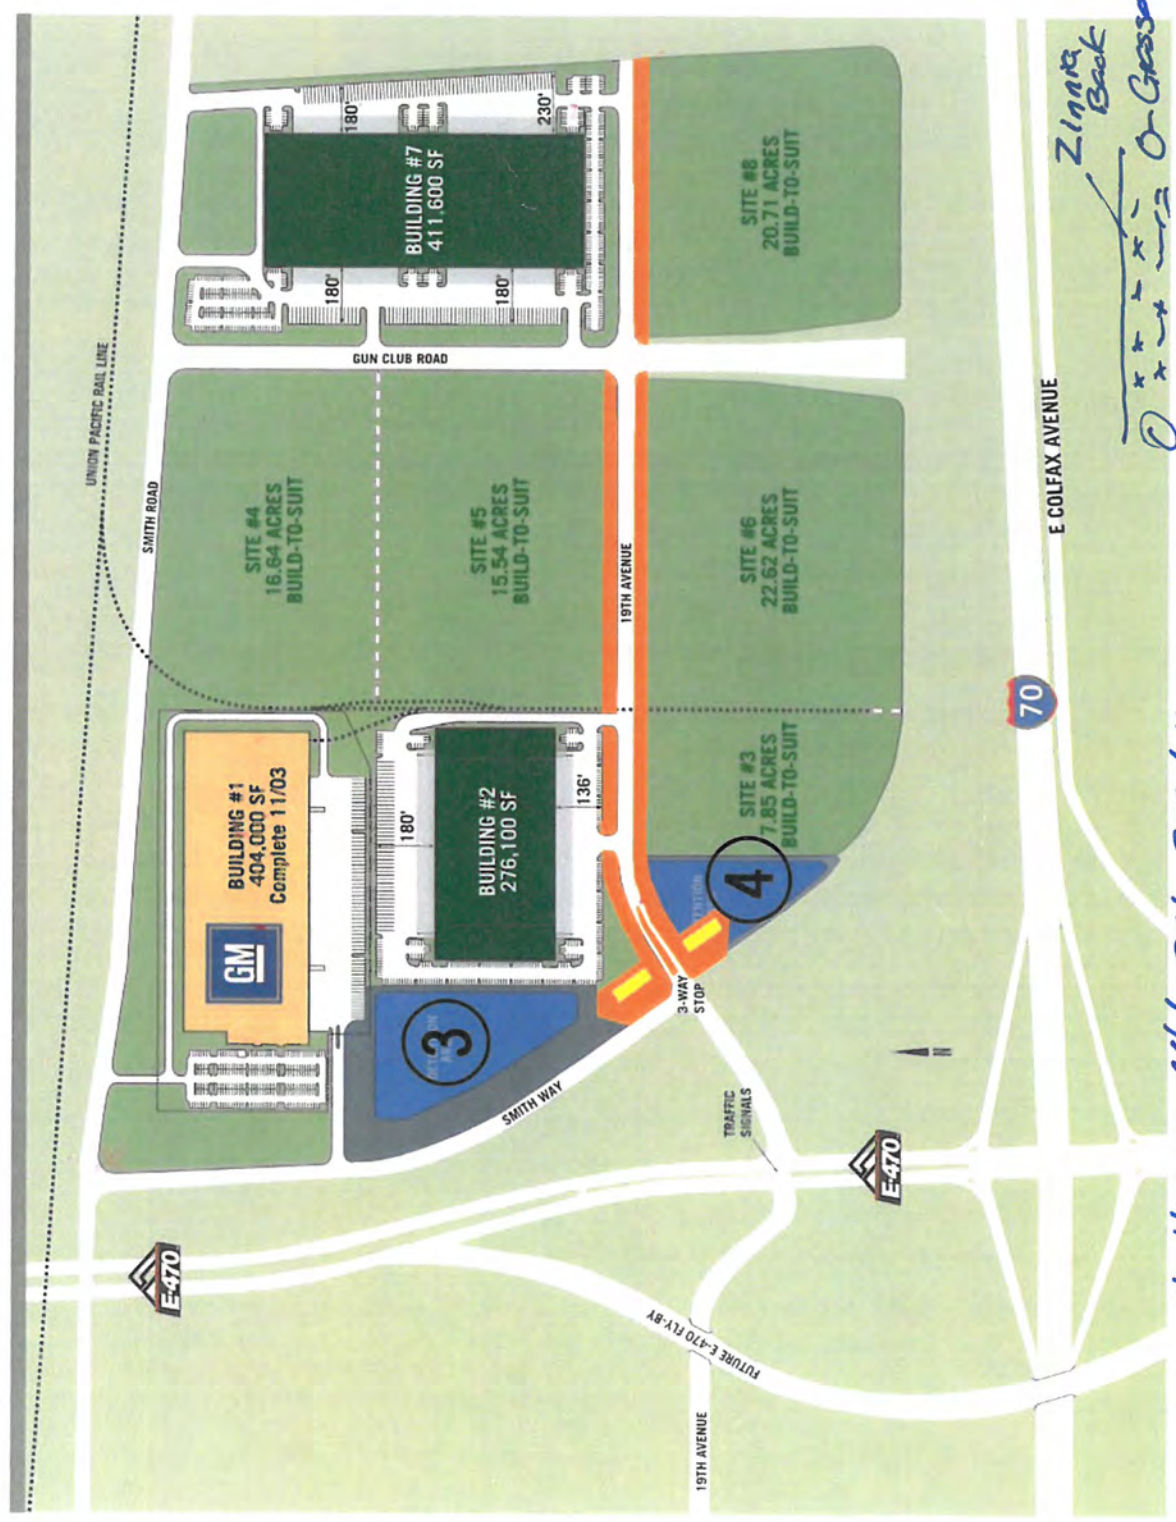 UNION PACIFIC RAIL LINE
SMITH ROAD
BUILDING #1
404,000 SF
Complete 11/03
GM
SITE #4
16.64 ACRES
BUILD-TO-SUIT
BUILDING #7
411,600 SF
180'
230'
180'
180'
GUN CLUB ROAD
SITE #5
15.54 ACRES
BUILD-TO-SUIT
BUILDING #2
276,100 SF
180'
136'
3
19TH AVENUE
SITE #3
7.85 ACRES
BUILD-TO-SUIT
SITE #6
22.62 ACRES
BUILD-TO-SUIT
SITE #8
20.71 ACRES
BUILD-TO-SUIT
4
3-WAY
STOP
SMITH WAY
N
TRAFFIC
SIGNALS
E-470
E-470
FUTURE E-470 FLY-BY
19TH AVENUE
70
E COLFAX AVENUE
Zinnia
Back